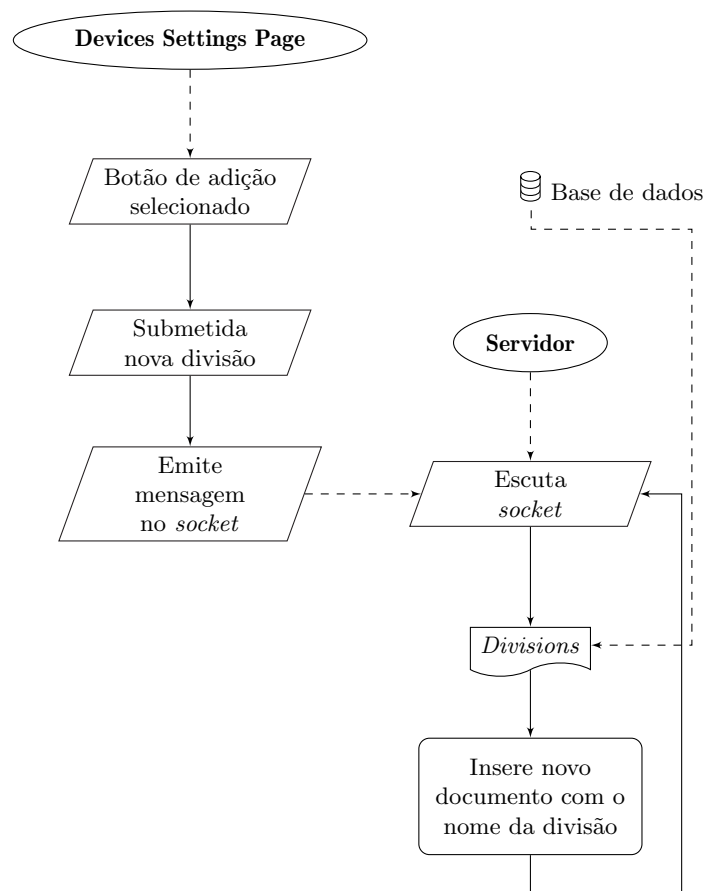 Devices Settings Page
Botão de adição
selecionado
Base de dados
Submetida
nova divisão
Servidor
Emite
mensagem
no socket
Escuta
socket
Divisions
Insere novo
documento com o
nome da divisão